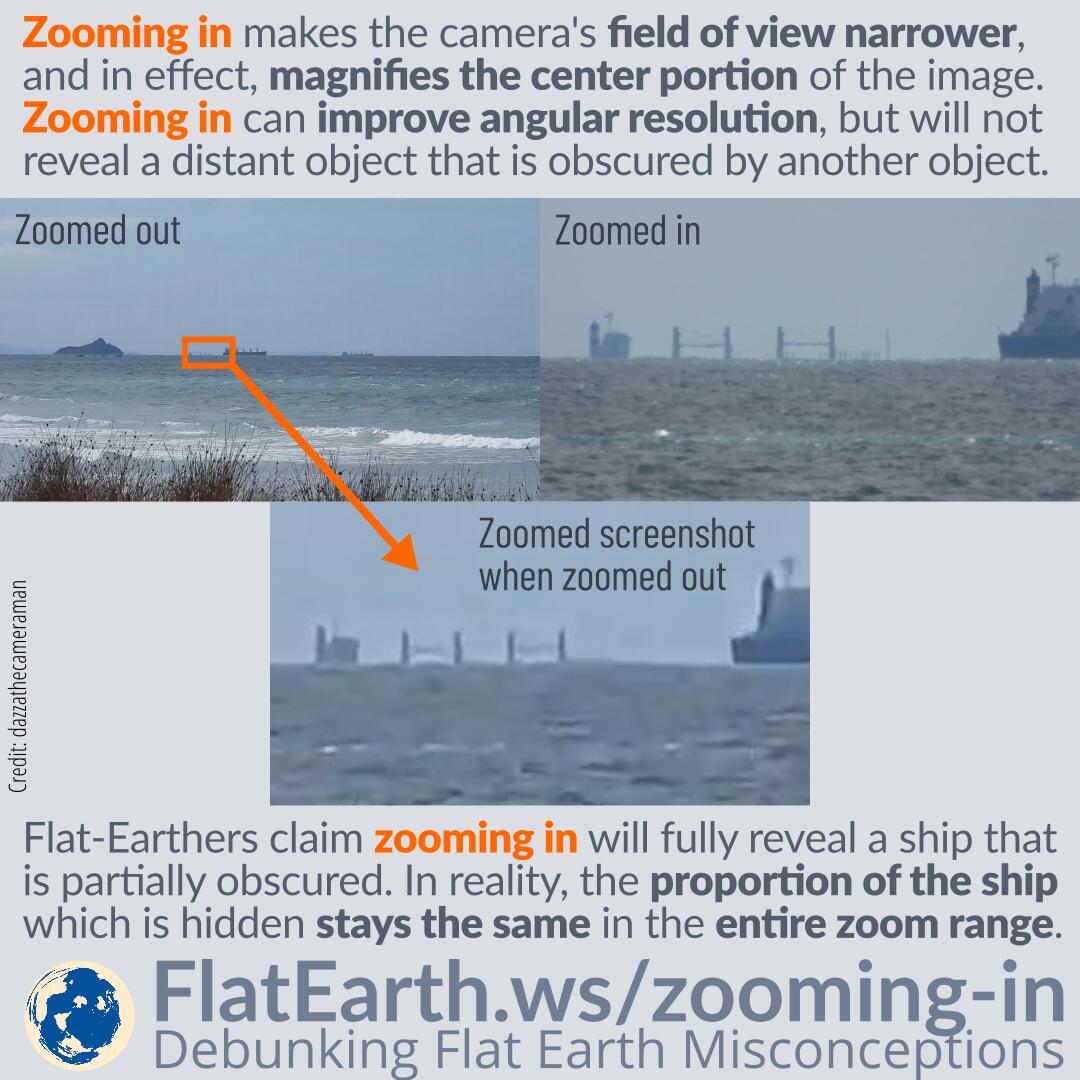 Zooming in makes the camera's field of view narrower,
and in effect, magnifies the center portion of the image.
Zooming in can improve angular resolution, but will not
reveal a distant object that is obscured by another object.
Zoomed out
Zoomed in
Zoomed screenshot
when zoomed out
Credit: dazzathecameraman
Flat-Earthers claim zooming in will fully reveal a ship that
is partially obscured. In reality, the proportion of the ship
which is hidden stays the same in the entire zoom range.
FlatEarth.ws/zooming-in
Debunking Flat Earth Misconceptions